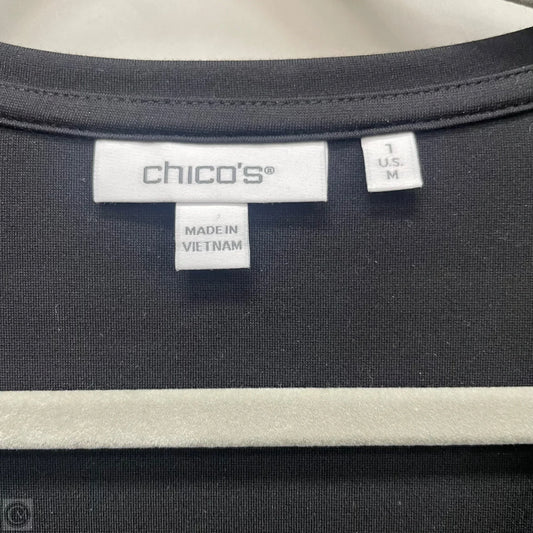 chico's®
MADE IN
VIETNAM
1
U.S.
M